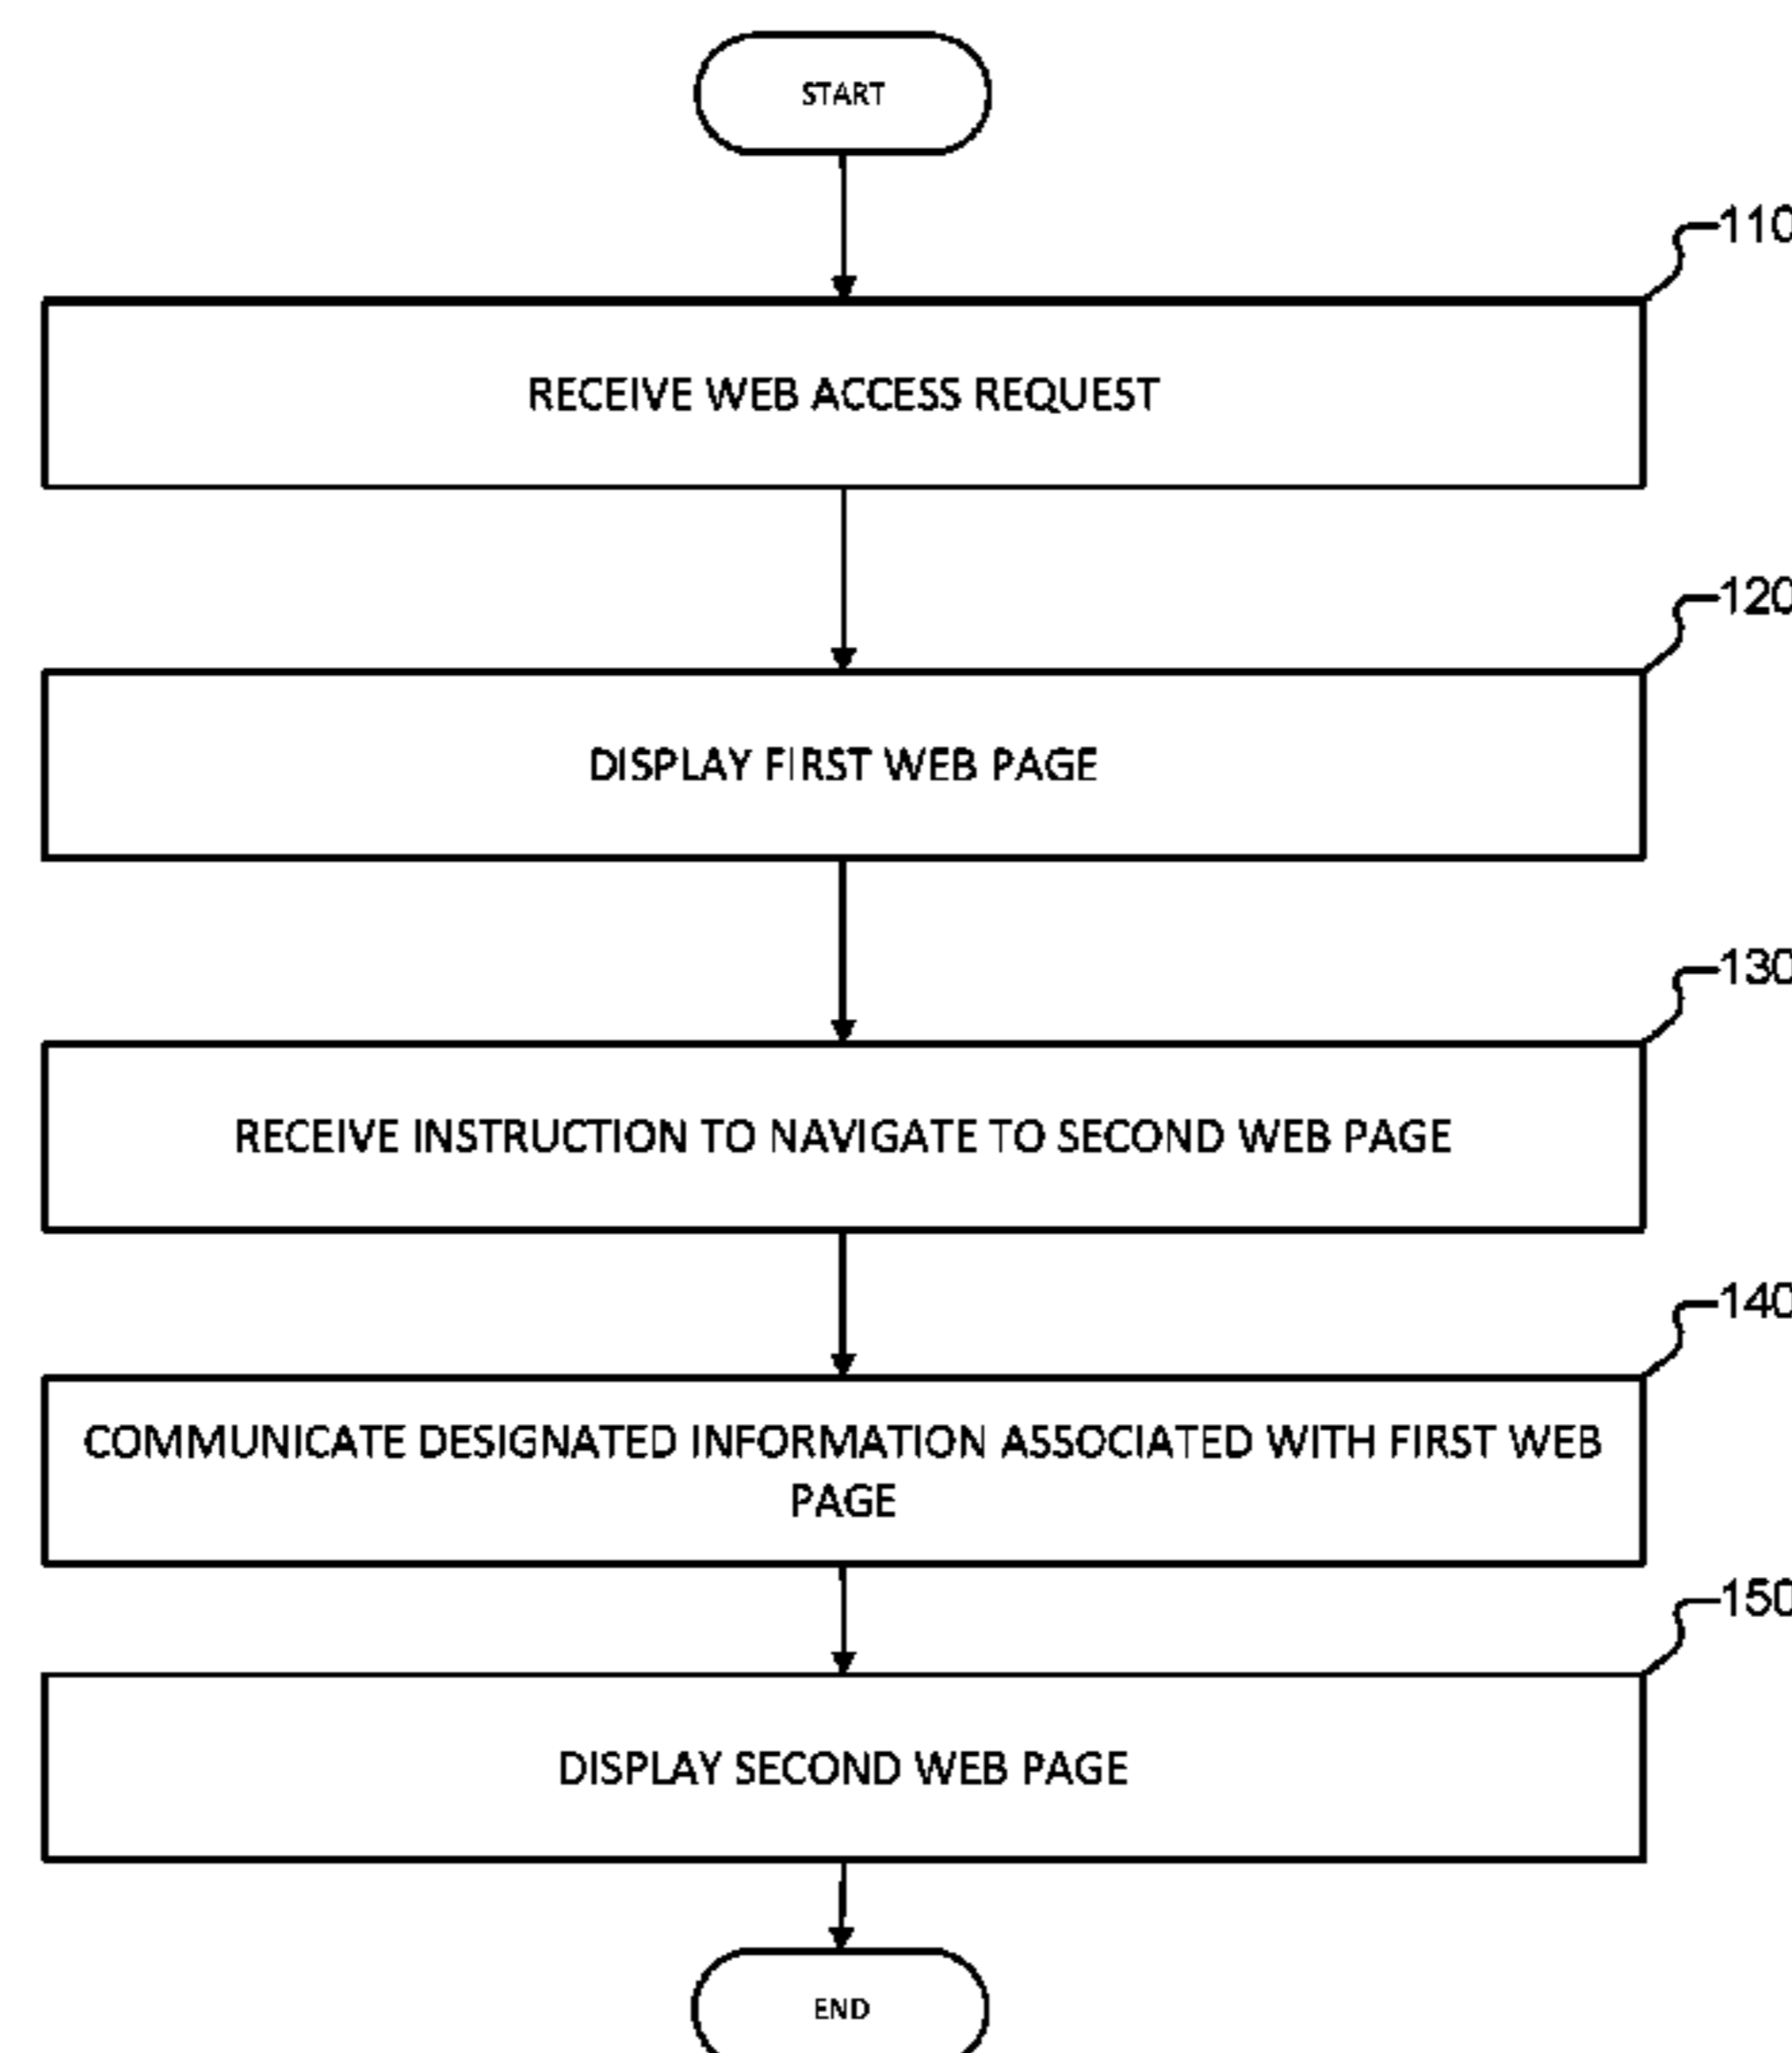 START
110
RECEIVE WEB ACCESS REQUEST
120
DISPLAY FIRST WEB PAGE
130
RECEIVE INSTRUCTION TO NAVIGATE TO SECOND WEB PAGE
140
COMMUNICATE DESIGNATED INFORMATION ASSOCIATED WITH FIRST WEB
PAGE
150
DISPLAY SECOND WEB PAGE
END